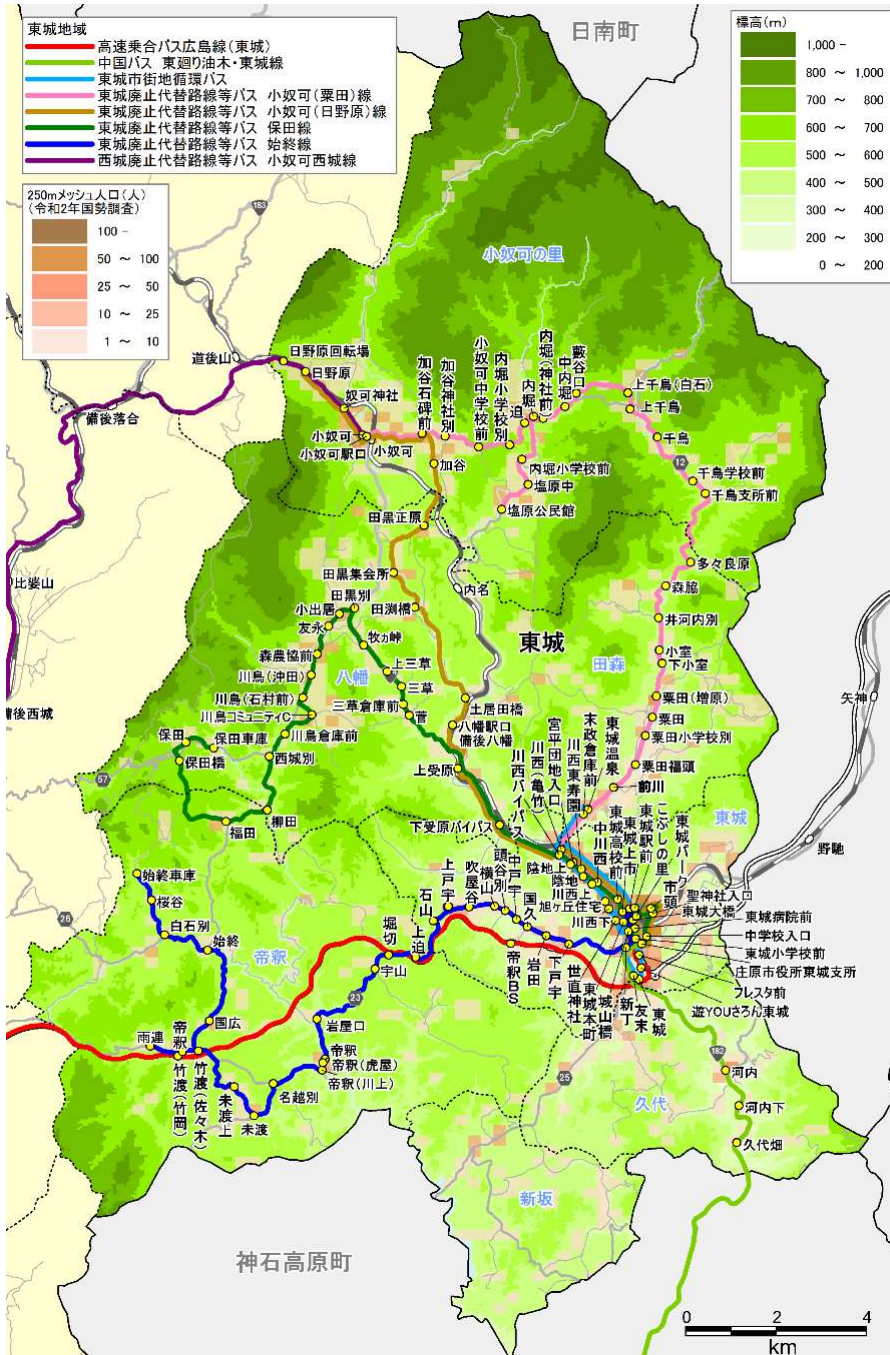 東城地域
高速乗合バス広島線(東城)
中国バス 東廻り油木・東城線
東城市街地循環バス
東城廃止代替路線等バス 小奴可(粟田)線
東城廃止代替路線等バス 小奴可(日野原)線
東城廃止代替路線等バス 保田線
東城廃止代替路線等バス 始終線
西城廃止代替路線等バス 小奴可西城線
250mメッシュ人口(人)
(令和2年国勢調査)
100 -
50 ～ 100
25 ～ 50
10 ～ 25
1 ～ 10
標高(m)
1,000 -
800 ～ 1,000
700 ～ 800
600 ～ 700
500 ～ 600
400 ～ 500
300 ～ 400
200 ～ 300
0 ～ 200
日南町
183
小奴可の里
道後山
日野原回転場
日野原
備後落合
奴可神社
小奴可
小奴可駅口
小奴可
加谷石碑前
加谷神社別
加谷
小奴可中学校前
内堀小学校別
迫
内堀
内堀(神社前)
中内堀
藪谷口
上千鳥(白石)
上千鳥
千鳥
12
千鳥学校前
千鳥支所前
内堀小学校前
塩原中
塩原公民館
田黒正原
多々良原
比婆山
田黒集会所
内名
森脇
田黒別
小出居
田渕橋
友永
井河内別
牧ヵ峠
東城
森農協前
小室
下小室
八幡
田森
川鳥(沖田)
上三草
三草
川鳥(石村前)
三草倉庫前
土居田橋
粟田(増原)
矢神
備後西城
川鳥コミュニティC
菅
八幡駅口
備後八幡
粟田
保田
保田車庫
川鳥倉庫前
粟田小学校別
保田橋
西城別
上受原
粟田福頭
57
前川
東城温泉
末政倉庫前
川西東寿園
宮平団地入口
川西(亀竹)
川西バイパス
福田
柳田
下受原バイパス
東城
野馳
中川西
東城高校前
東城上市
東城駅前
こぶしの里
東城パーク
市頭
陰地上
陰地
川西上
旭ヶ丘住宅
川西下
聖神社入口
東城大橋
東城病院前
中学校入口
東城小学校前
庄原市役所東城支所
フレスタ前
遊YOUさろん東城
始終車庫
桜谷
26
白石別
始終
帝釈
堀切
上迫
石山
上戸宇
吹屋谷
横山
頭谷別
中戸宇
国久
帝釈BS
岩田
下戸宇
世直神社
東城本町
城山橋
新丁
友末
東城
宇山
23
国広
岩屋口
雨連
帝釈
竹渡(竹岡)
竹渡(佐々木)
未渡上
未渡
名越別
帝釈
帝釈(虎屋)
帝釈(川上)
25
182
河内
河内下
久代
久代畑
新坂
神石高原町
0 2 4
km